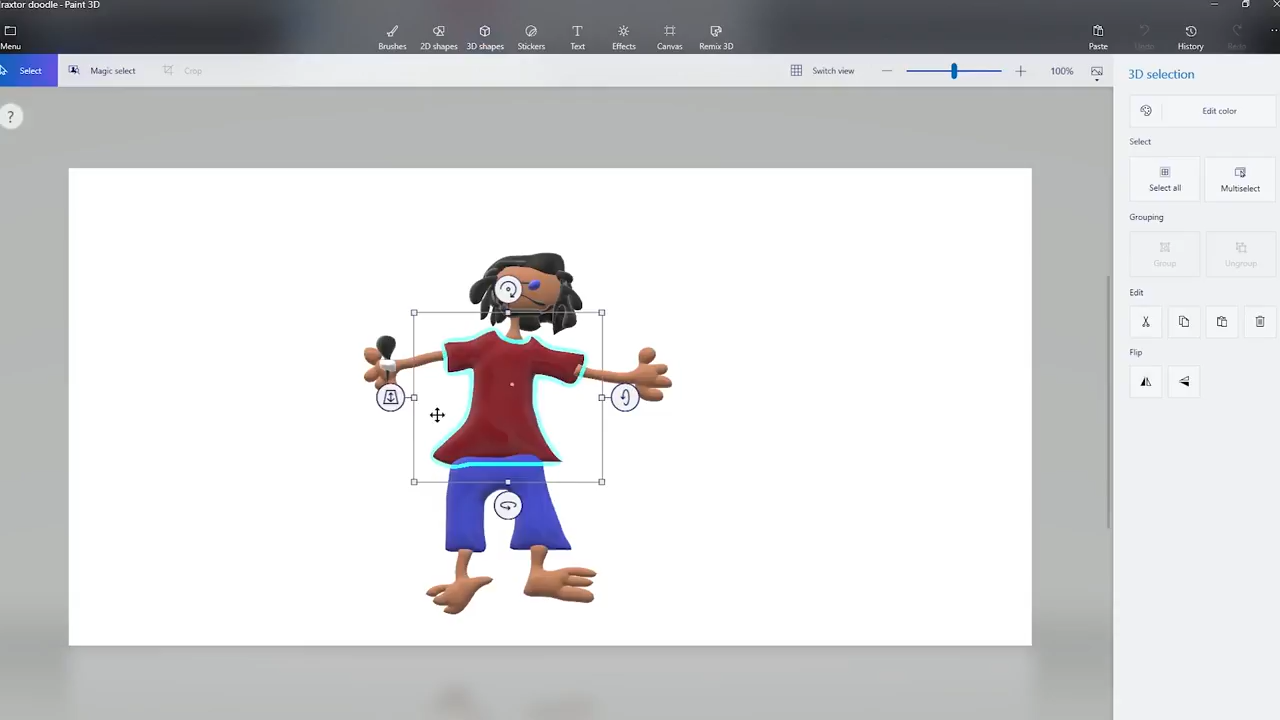 raxtor doodle - Paint 3D
Menu
Brushes
2D shapes
3D shapes
Stickers
Text
Effects
Canvas
Remix 3D
Paste
Undo
History
Redo
Select
Magic select
Crop
Switch view
100%
3D selection
?
Edit color
Select
Select all
Multiselect
Grouping
Group
Ungroup
Edit
Flip